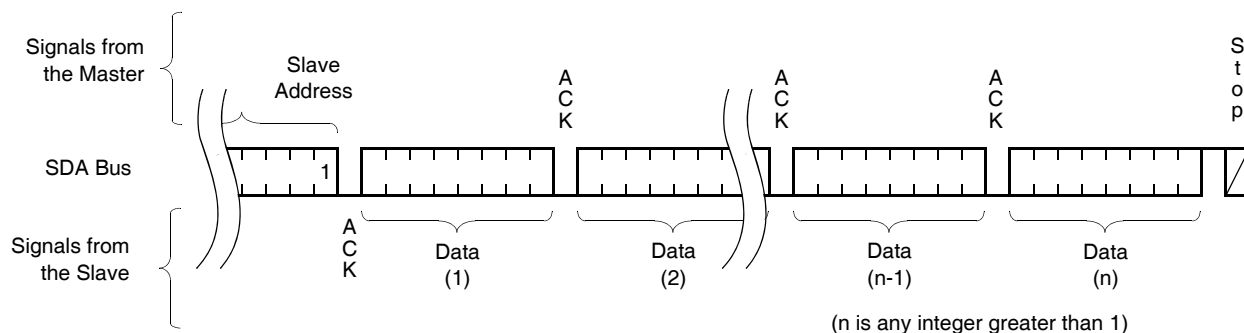 Signals from
the Master
Slave
Address
A
C
K
A
C
K
A
C
K
S
t
o
p
SDA Bus
1
Signals from
the Slave
A
C
K
Data
(1)
Data
(2)
Data
(n-1)
Data
(n)
(n is any integer greater than 1)